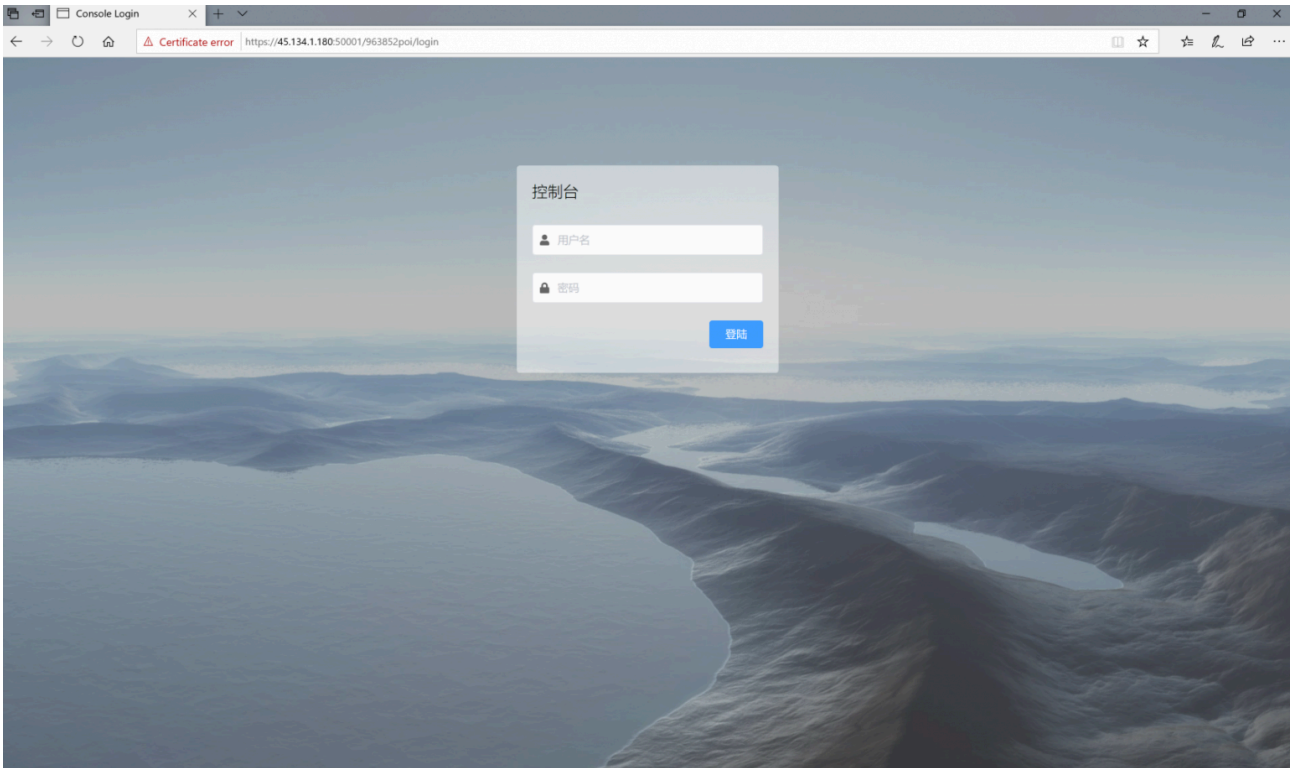 Console Login
Certificate error https://45.134.1.180:50001/963852poi/login
控制台
用户名
密码
登陆